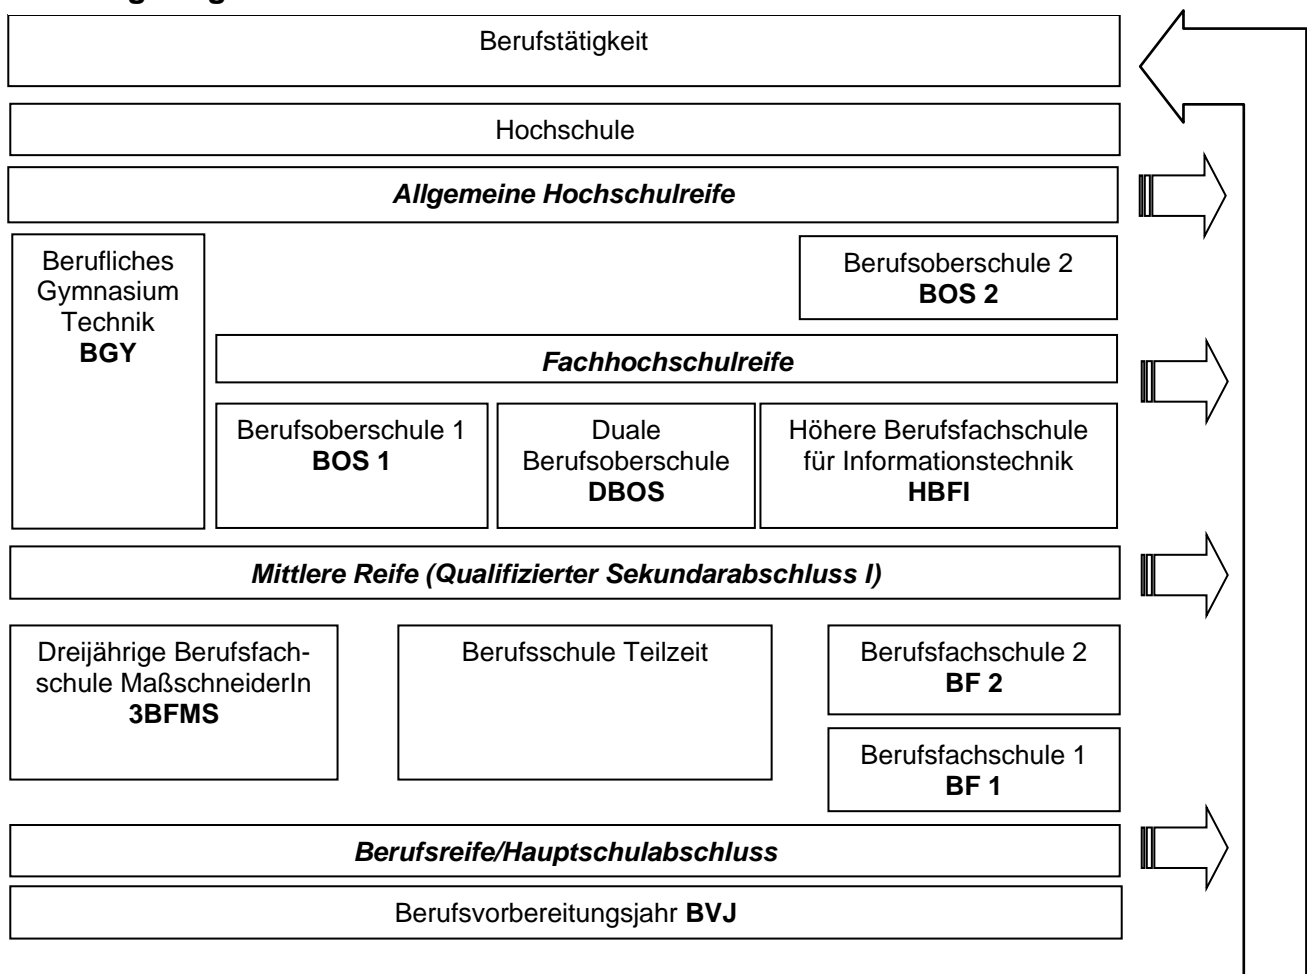 Berufstätigkeit
Hochschule
Allgemeine Hochschulreife
Berufliches
Gymnasium
Technik
BGY
Berufsoberschule 2
BOS 2
Fachhochschulreife
Berufsoberschule 1
BOS 1
Duale
Berufsoberschule
DBOS
Höhere Berufsfachschule
für Informationstechnik
HBFI
Mittlere Reife (Qualifizierter Sekundarabschluss I)
Dreijährige Berufsfach-
schule MaßschneiderIn
3BFMS
Berufsschule Teilzeit
Berufsfachschule 2
BF 2
Berufsfachschule 1
BF 1
Berufsreife/Hauptschulabschluss
Berufsvorbereitungsjahr BVJ